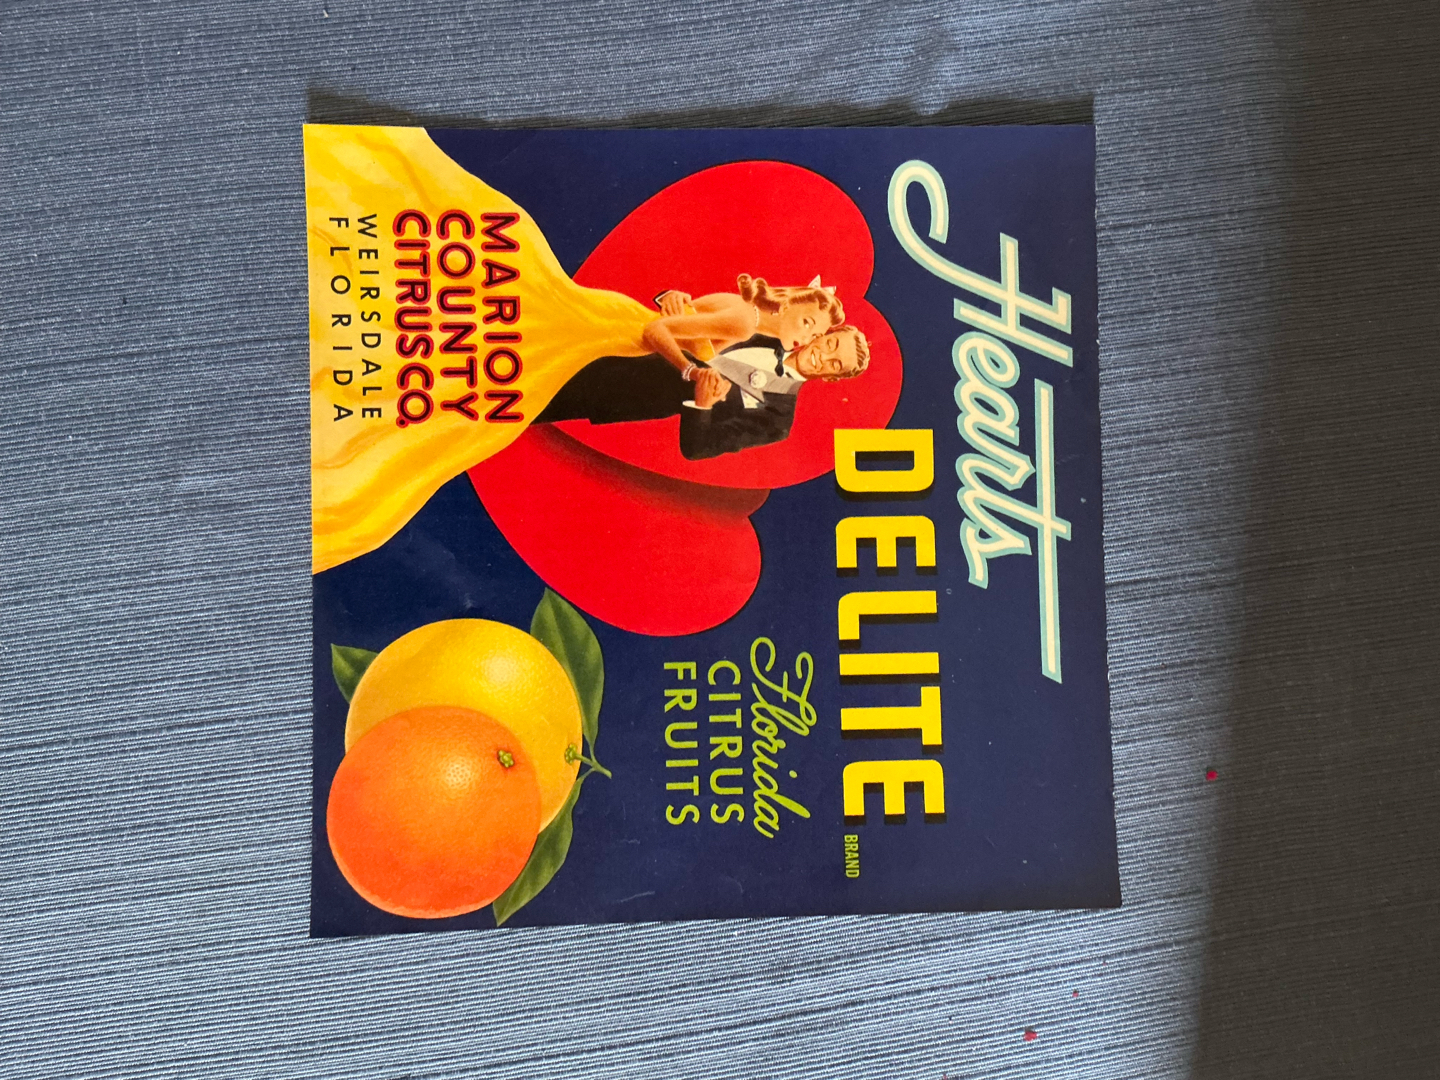 Hearts
DELITE
BRAND
Florida
CITRUS
FRUITS
MARION
COUNTY
CITRUS CO.
WEIRSDALE
FLORIDA